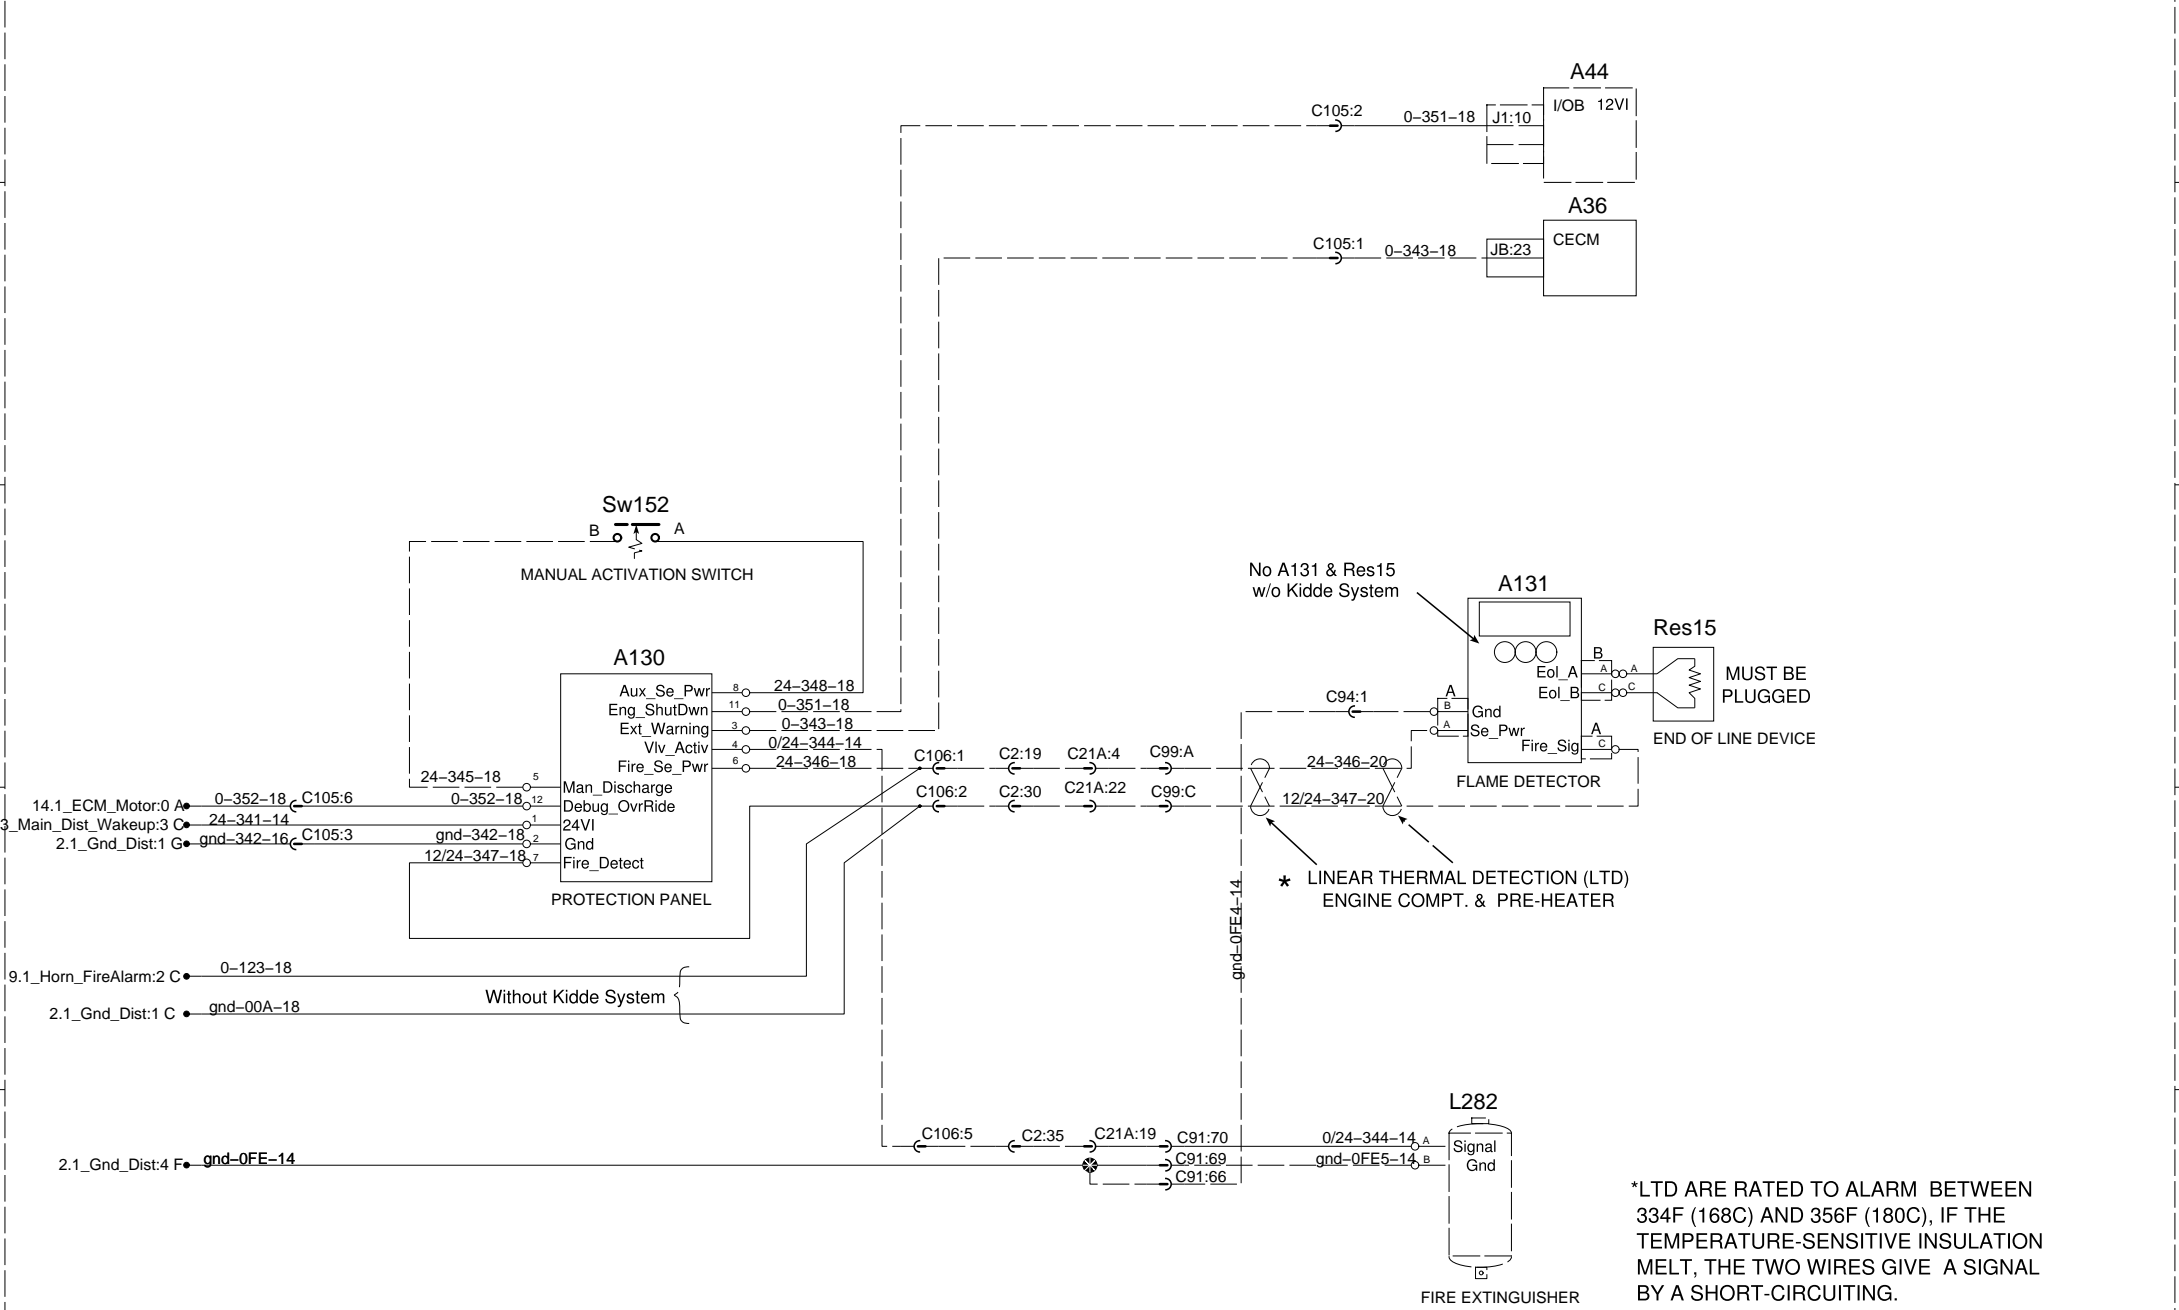 A44
I/OB 12VI
C105:2
0-351-18
J1:10
A36
CECM
C105:1
0-343-18
JB:23
Sw152
B
A
MANUAL ACTIVATION SWITCH
No A131 & Res15
w/o Kidde System
A131
Res15
B
Eol_A
A
A
Eol_B
C
C
MUST BE
PLUGGED
END OF LINE DEVICE
C94:1
A
B
Gnd
A
Se_Pwr
A
Fire_Sig
C
FLAME DETECTOR
A130
Aux_Se_Pwr
8
24-348-18
Eng_ShutDwn
11
0-351-18
Ext_Warning
3
0-343-18
Vlv_Activ
4
0/24-344-14
Fire_Se_Pwr
6
24-346-18
C106:1
C2:19
C21A:4
C99:A
24-346-20
24-345-18
5
Man_Discharge
14.1_ECM_Motor:0 A
0-352-18
C105:6
0-352-18
12
Debug_OvrRide
C106:2
C2:30
C21A:22
C99:C
12/24-347-20
3_Main_Dist_Wakeup:3 C
24-341-14
1
24VI
2.1_Gnd_Dist:1 G
gnd-342-16
C105:3
gnd-342-18
2
Gnd
12/24-347-18
7
Fire_Detect
PROTECTION PANEL
* LINEAR THERMAL DETECTION (LTD)
ENGINE COMPT. & PRE-HEATER
gnd-0FE4-14
9.1_Horn_FireAlarm:2 C
0-123-18
Without Kidde System
2.1_Gnd_Dist:1 C
gnd-00A-18
L282
C106:5
C2:35
C21A:19
C91:70
0/24-344-14
A
Signal
2.1_Gnd_Dist:4 F
gnd-0FE-14
C91:69
gnd-0FE5-14
B
Gnd
C91:66
FIRE EXTINGUISHER
*LTD ARE RATED TO ALARM BETWEEN
334F (168C) AND 356F (180C), IF THE
TEMPERATURE-SENSITIVE INSULATION
MELT, THE TWO WIRES GIVE A SIGNAL
BY A SHORT-CIRCUITING.